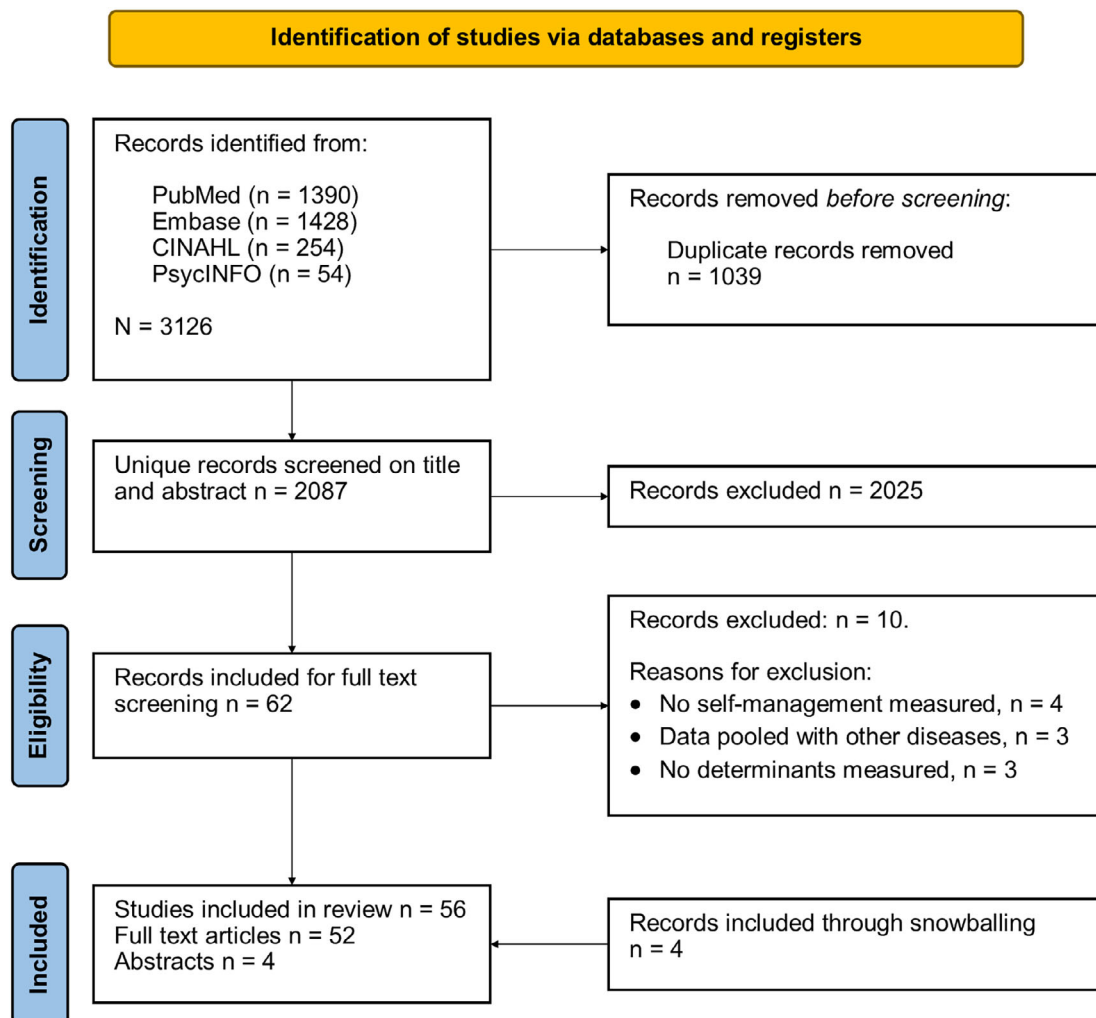 Identification of studies via databases and registers
Identification
Records identified from:
PubMed (n = 1390)
Embase (n = 1428)
CINAHL (n = 254)
PsycINFO (n = 54)
N = 3126
Records removed before screening:
Duplicate records removed
n = 1039
Screening
Unique records screened on title
and abstract n = 2087
Records excluded n = 2025
Eligibility
Records included for full text
screening n = 62
Records excluded: n = 10.
Reasons for exclusion:
• No self-management measured, n = 4
• Data pooled with other diseases, n = 3
• No determinants measured, n = 3
Included
Studies included in review n = 56
Full text articles n = 52
Abstracts n = 4
Records included through snowballing
n = 4